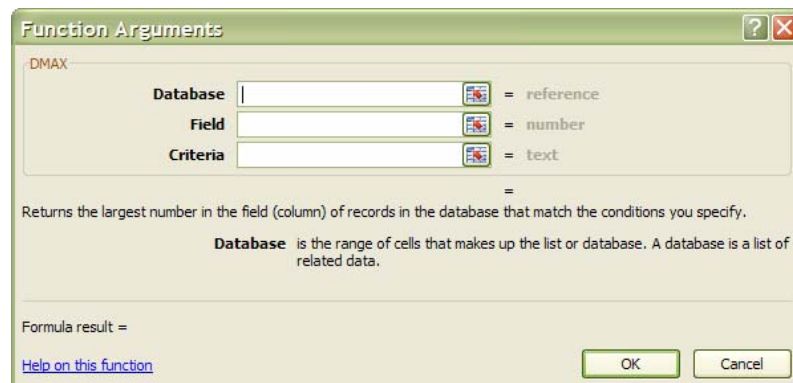 Function Arguments
DMAX
Database = reference
Field = number
Criteria = text
=
Returns the largest number in the field (column) of records in the database that match the conditions you specify.
Database is the range of cells that makes up the list or database. A database is a list of
related data.
Formula result =
Help on this function OK Cancel